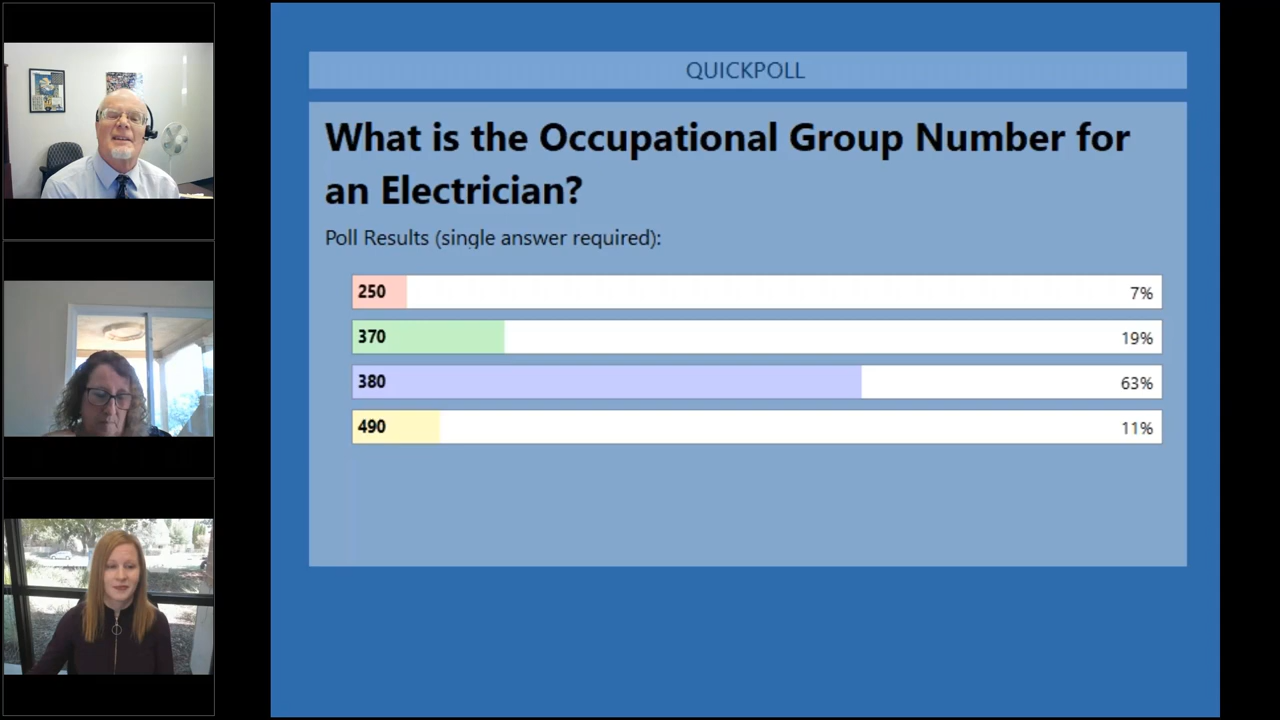 QUICKPOLL
What is the Occupational Group Number for
an Electrician?
Poll Results (single answer required):
250 7%
370 19%
380 63%
490 11%